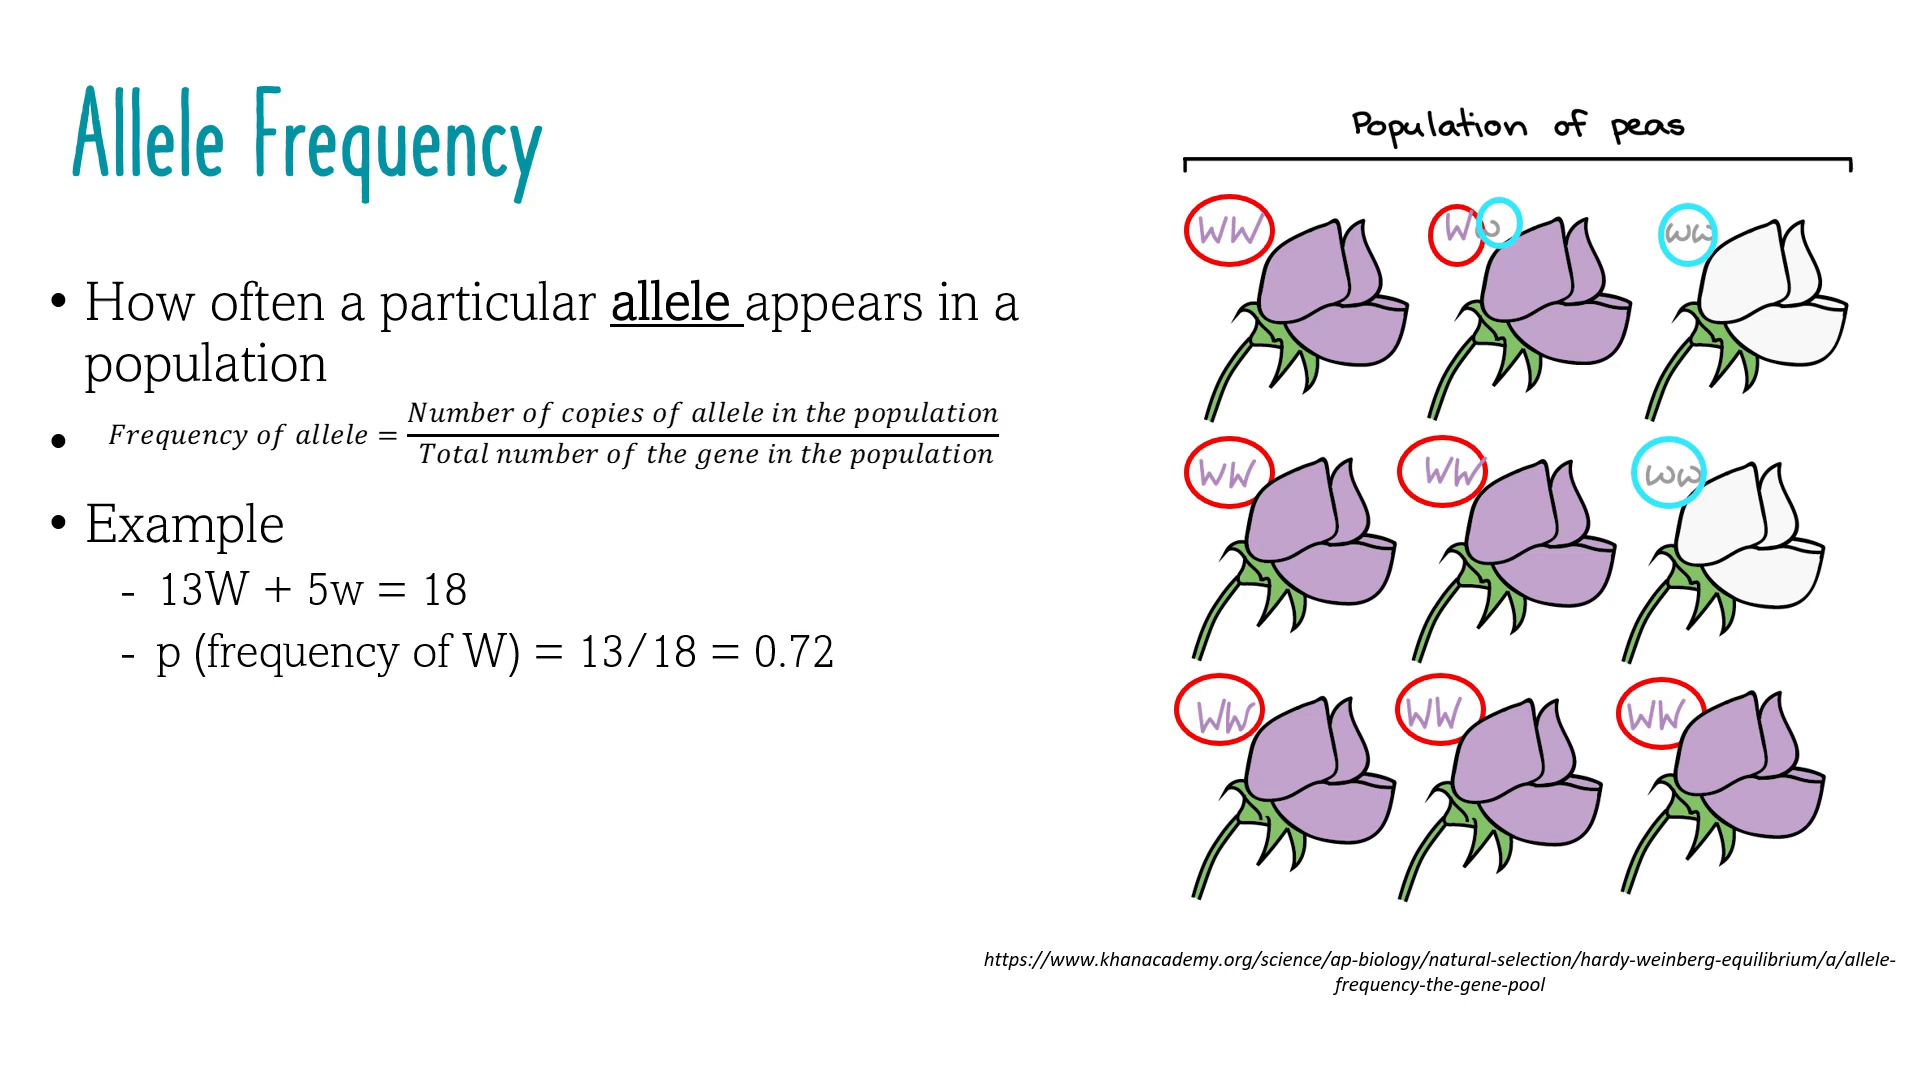 Allele Frequency
• How often a particular allele appears in a
population
• Frequency of allele = Number of copies of allele in the population / Total number of the gene in the population
• Example
- 13W + 5w = 18
- p (frequency of W) = 13/18 = 0.72
Population of peas
WW Ww ww
WW WW ww
WW WW WW
https://www.khanacademy.org/science/ap-biology/natural-selection/hardy-weinberg-equilibrium/a/allele-
frequency-the-gene-pool